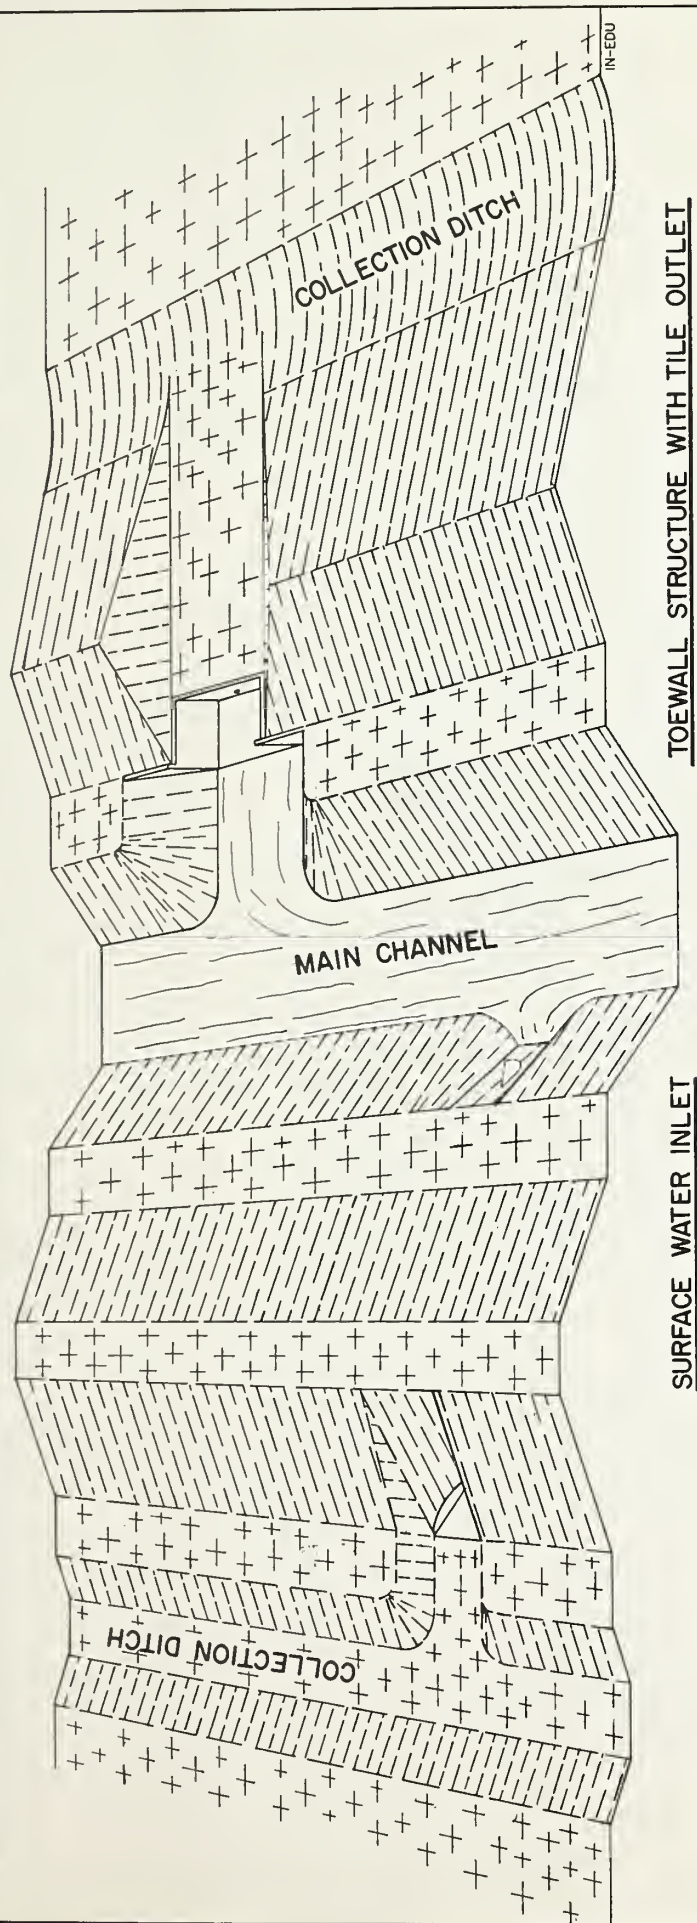 COLLECTION DITCH
MAIN CHANNEL
COLLECTION DITCH
SURFACE WATER INLET
TOEWALL STRUCTURE WITH TILE OUTLET
IN-EDU